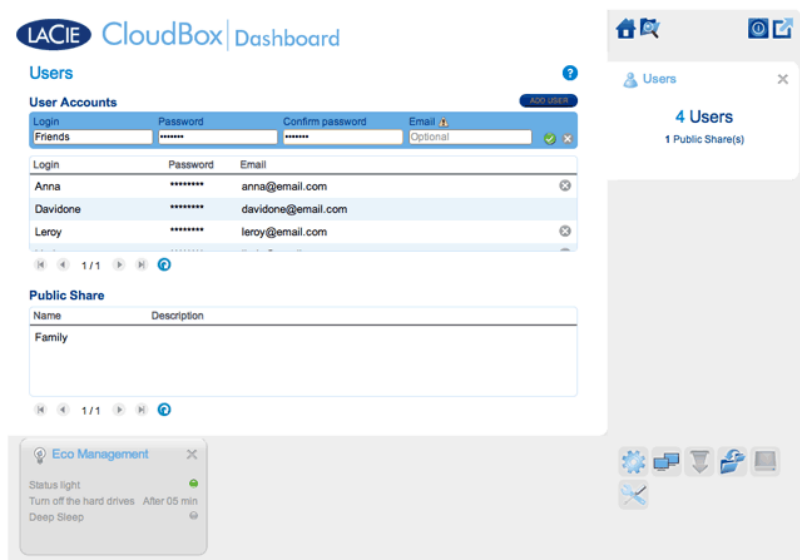 LACIE CloudBox Dashboard
Users
User Accounts
ADD USER
Login Password Confirm password Email
Friends ••••••• ••••••• Optional
Login Password Email
Anna ******** anna@email.com
Davidone ******** davidone@email.com
Leroy ******** leroy@email.com
1 / 1
Public Share
Name Description
Family
1 / 1
Users
4 Users
1 Public Share(s)
Eco Management
Status light
Turn off the hard drives After 05 min
Deep Sleep